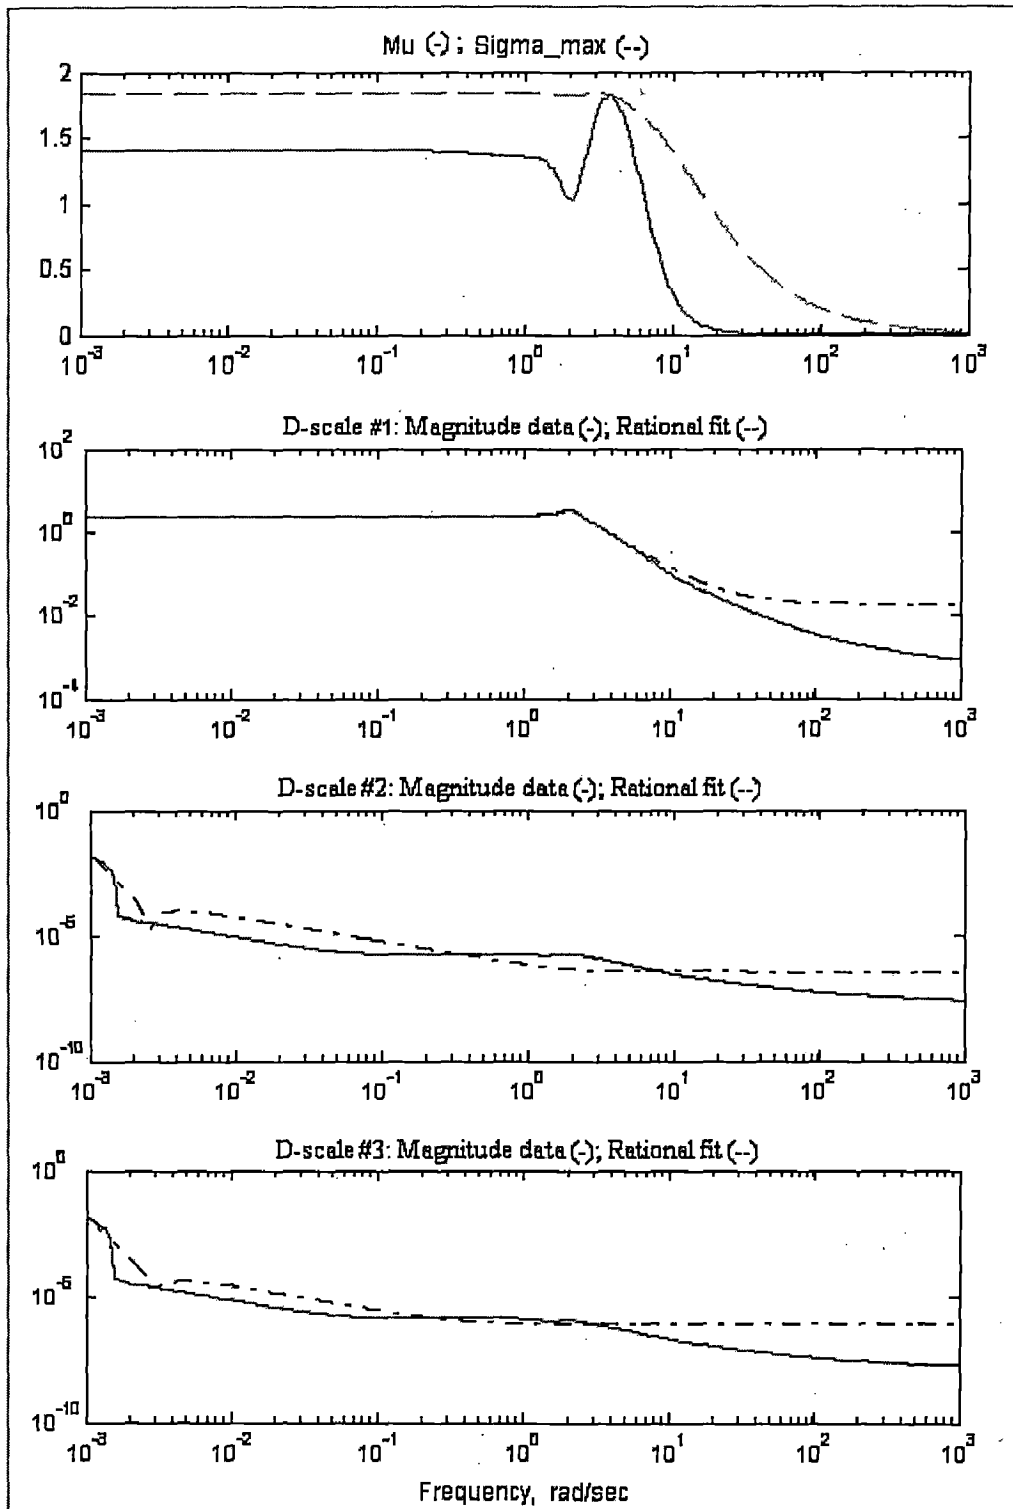 Mu (-) ; Sigma_max (--)
2
1.5
1
0.5
0
10^-3 10^-2 10^-1 10^0 10^1 10^2 10^3
D-scale #1: Magnitude data (-); Rational fit (--)
10^2
10^0
10^-2
10^-4
10^-3 10^-2 10^-1 10^0 10^1 10^2 10^3
D-scale #2: Magnitude data (-); Rational fit (--)
10^0
10^-5
10^-10
10^-3 10^-2 10^-1 10^0 10^1 10^2 10^3
D-scale #3: Magnitude data (-); Rational fit (--)
10^0
10^-5
10^-10
10^-3 10^-2 10^-1 10^0 10^1 10^2 10^3
Frequency, rad/sec